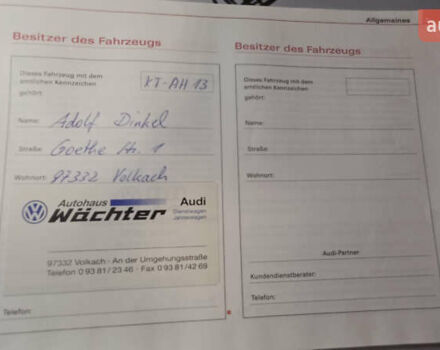 Allgemeines
au
Besitzer des Fahrzeugs
Dieses Fahrzeug mit dem
amtlichen Kennzeichen
KT-AH 13
gehört:
Name: Adolf Dinkel
Straße: Goethe Str. 1
Wohnort: 97332 Volkach
Autohaus
Wächter
Audi
Dienstwagen
Jahreswagen
97332 Volkach - An der Umgehungsstraße
Telefon 0 93 81 / 23 46 - Fax 0 93 81/42 69
Telefon:
Besitzer des Fahrzeugs
Dieses Fahrzeug mit dem
amtlichen Kennzeichen
gehört:
Name:
Straße:
Wohnort:
Audi-Partner:
Kundendienstberater:
Telefon: